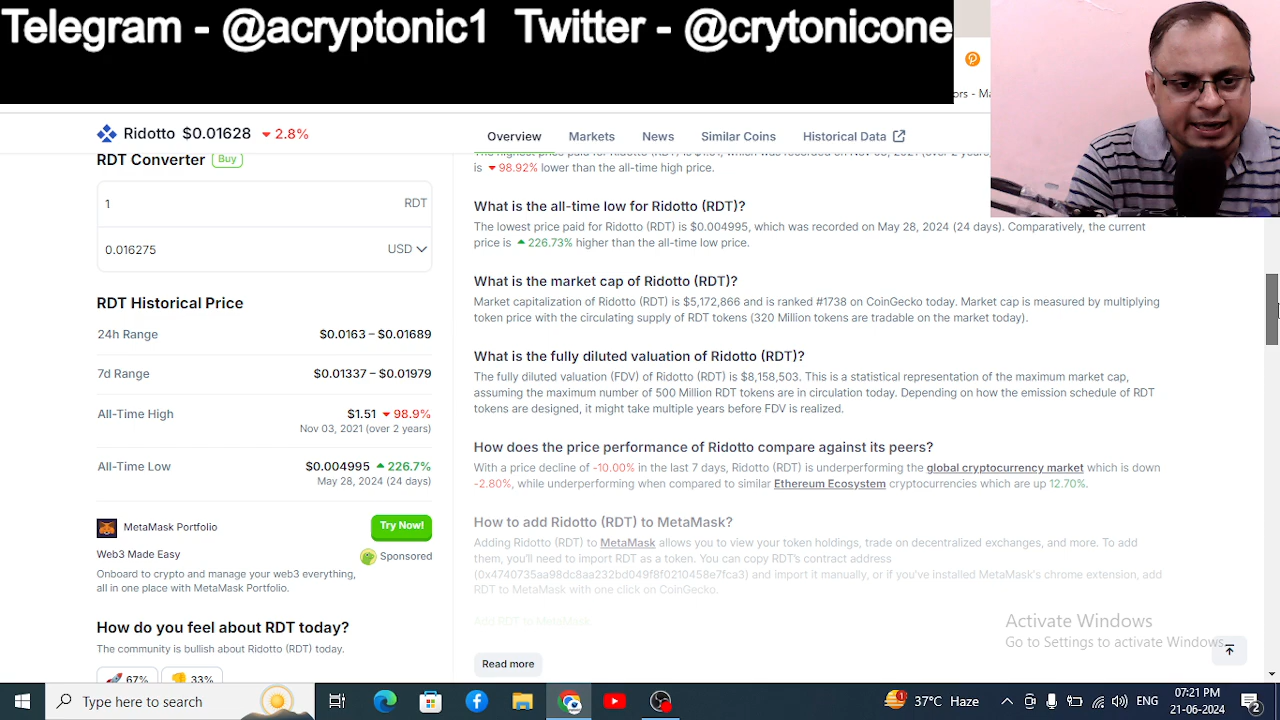 Telegram - @acryptonic1 Twitter - @crytonicone
ors - Ma
Ridotto $0.01628 2.8%
Overview Markets News Similar Coins Historical Data
RDT Converter Buy
1 RDT
0.016275 USD
RDT Historical Price
24h Range $0.0163 – $0.01689
7d Range $0.01337 – $0.01979
All-Time High $1.51 98.9%
Nov 03, 2021 (over 2 years)
All-Time Low $0.004995 226.7%
May 28, 2024 (24 days)
MetaMask Portfolio Try Now!
Web3 Made Easy Sponsored
Onboard to crypto and manage your web3 everything,
all in one place with MetaMask Portfolio.
How do you feel about RDT today?
The community is bullish about Ridotto (RDT) today.
67% 33%
is 98.92% lower than the all-time high price.
What is the all-time low for Ridotto (RDT)?
The lowest price paid for Ridotto (RDT) is $0.004995, which was recorded on May 28, 2024 (24 days). Comparatively, the current
price is 226.73% higher than the all-time low price.
What is the market cap of Ridotto (RDT)?
Market capitalization of Ridotto (RDT) is $5,172,866 and is ranked #1738 on CoinGecko today. Market cap is measured by multiplying
token price with the circulating supply of RDT tokens (320 Million tokens are tradable on the market today).
What is the fully diluted valuation of Ridotto (RDT)?
The fully diluted valuation (FDV) of Ridotto (RDT) is $8,158,503. This is a statistical representation of the maximum market cap,
assuming the maximum number of 500 Million RDT tokens are in circulation today. Depending on how the emission schedule of RDT
tokens are designed, it might take multiple years before FDV is realized.
How does the price performance of Ridotto compare against its peers?
With a price decline of -10.00% in the last 7 days, Ridotto (RDT) is underperforming the global cryptocurrency market which is down
-2.80%, while underperforming when compared to similar Ethereum Ecosystem cryptocurrencies which are up 12.70%.
How to add Ridotto (RDT) to MetaMask?
Adding Ridotto (RDT) to MetaMask allows you to view your token holdings, trade on decentralized exchanges, and more. To add
them, you'll need to import RDT as a token. You can copy RDT's contract address
(0x4740735aa98dc8aa232bd049f8f0210458e7fca3) and import it manually, or if you've installed MetaMask's chrome extension, add
RDT to MetaMask with one click on CoinGecko.
Add RDT to MetaMask
Read more
Activate Windows
Go to Settings to activate Windows.
Type here to search
1 37°C Haze ENG 07:21 PM
21-06-2024 2